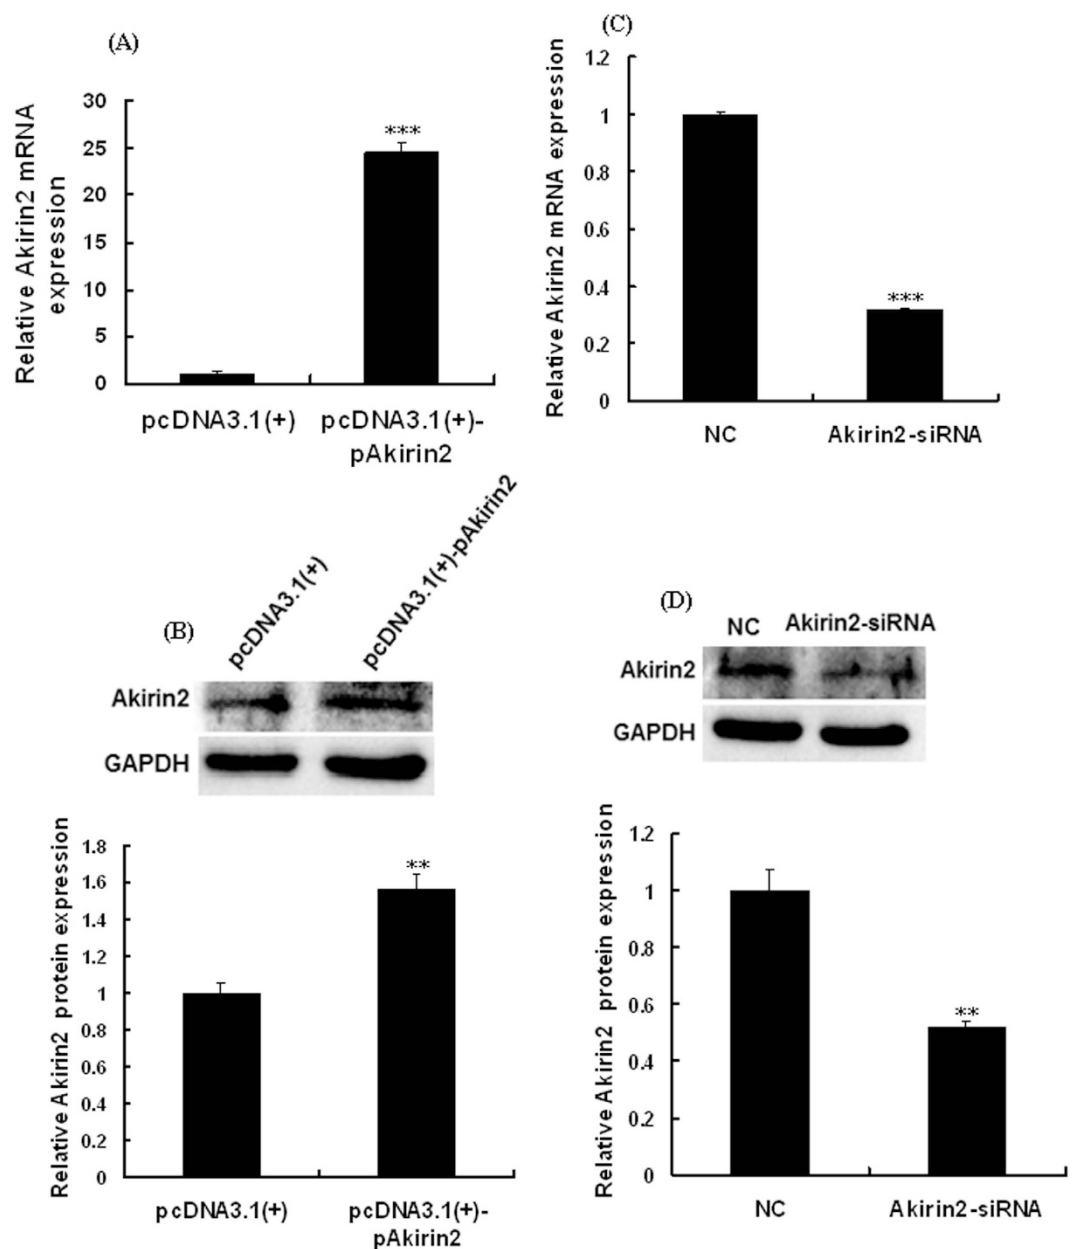 (A)
Relative Akirin2 mRNA
expression
30
25
20
15
10
5
0
***
pcDNA3.1(+)
pcDNA3.1(+)-
pAkirin2
(C)
Relative Akirin2 mRNA expression
1.2
1
0.8
0.6
0.4
0.2
0
***
NC
Akirin2-siRNA
(B)
pcDNA3.1(+)
pcDNA3.1(+)-pAkirin2
Akirin2
GAPDH
Relative Akirin2 protein expression
1.8
1.6
1.4
1.2
1
0.8
0.6
0.4
0.2
0
**
pcDNA3.1(+)
pcDNA3.1(+)-
pAkirin2
(D)
NC
Akirin2-siRNA
Akirin2
GAPDH
Relative Akirin2 protein expression
1.2
1
0.8
0.6
0.4
0.2
0
**
NC
Akirin2-siRNA